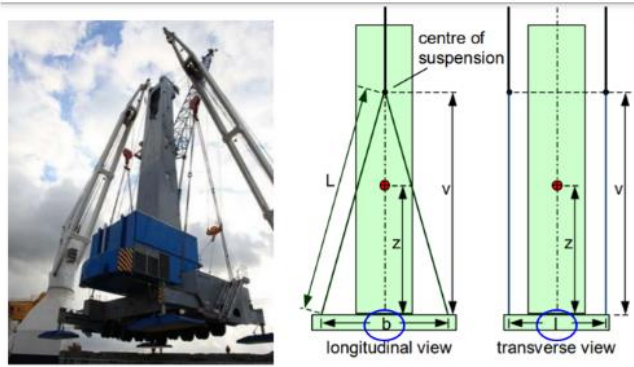 centre of
suspension
L
v
v
z
z
b
l
longitudinal view
transverse view